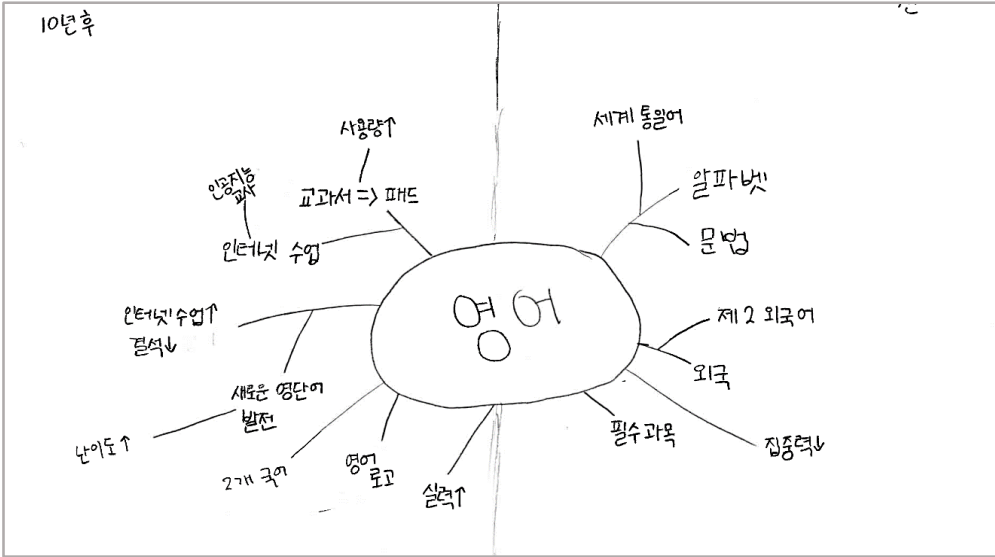 10년후
사용량↑
세계 통일어
인공지능
교사
교과서 => 패드
알파벳
인터넷 수업
문법
영어
인터넷수업↑
결석↓
제 2 외국어
외국
새로운 영단어
발전
난이도↑
2개 국어
영어
로고
실력↑
필수과목
집중력↓